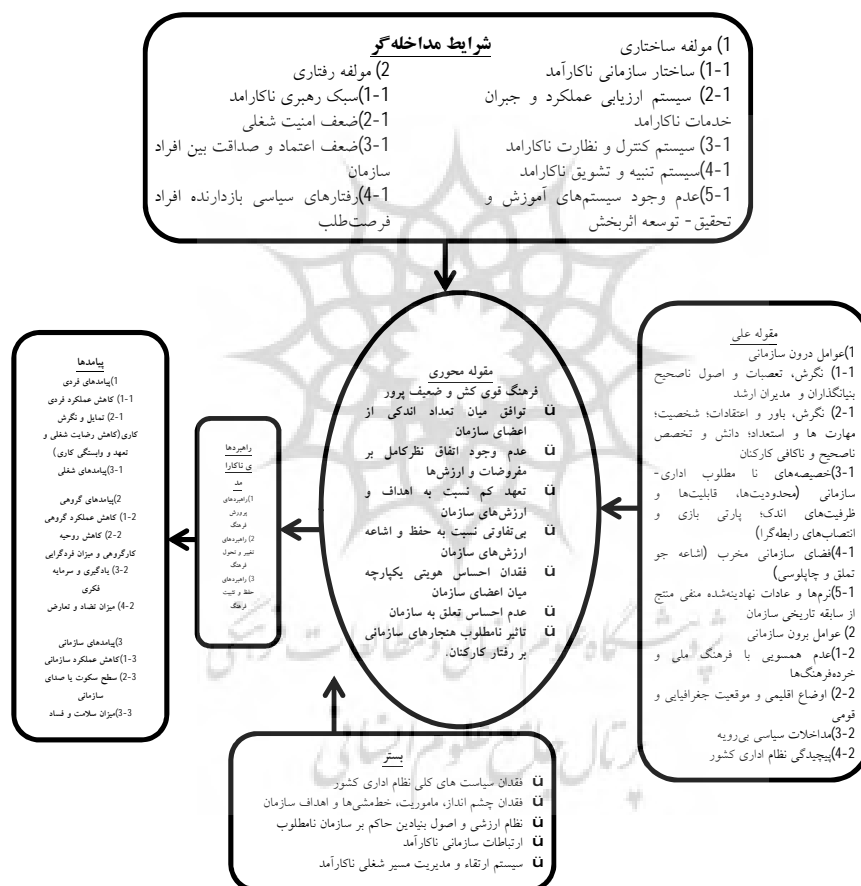 شرایط مداخله‌گر
1) مولفه ساختاری
1-1) ساختار سازمانی ناکارآمد
2-1) سیستم ارزیابی عملکرد و جبران
خدمات ناکارامد
3-1) سیستم کنترل و نظارت ناکارامد
4-1)سیستم تنبیه و تشویق ناکارامد
5-1)عدم وجود سیستم‌های آموزش و
تحقیق - توسعه اثربخش
2) مولفه رفتاری
1-1)سبک رهبری ناکارامد
2-1)ضعف امنیت شغلی
3-1)ضعف اعتماد و صداقت بین افراد
سازمان
4-1)رفتارهای سیاسی بازدارنده افراد
فرصت‌طلب
مقوله علی
1)عوامل درون سازمانی
1-1) نگرش، تعصبات و اصول ناصحیح
بنیانگذاران و مدیران ارشد
2-1) نگرش، باور و اعتقادات؛ شخصیت؛
مهارت ها و استعداد؛ دانش و تخصص
ناصحیح و ناکافی کارکنان
3-1)خصیصه‌های نا مطلوب اداری-
سازمانی (محدودیت‌ها، قابلیت‌ها و
ظرفیت‌های اندک؛ پارتی بازی و
انتصاب‌های رابطه‌گرا)
4-1)فضای سازمانی مخرب (اشاعه جو
تملق و چاپلوسی)
5-1)نرم‌ها و عادات نهادینه‌شده منفی منتج
از سابقه تاریخی سازمان
2) عوامل برون سازمانی
1-2)عدم همسویی با فرهنگ ملی و
خرده‌فرهنگ‌ها
2-2) اوضاع اقلیمی و موقعیت جغرافیایی و
قومی
3-2)مداخلات سیاسی بی‌رویه
4-2)پیچیدگی نظام اداری کشور
مقوله محوری
فرهنگ قوی کش و ضعیف پرور
ü توافق میان تعداد اندکی از
اعضای سازمان
ü عدم وجود اتفاق نظرکامل بر
مفروضات و ارزش‌ها
ü تعهد کم نسبت به اهداف و
ارزش‌های سازمان
ü بی‌تفاوتی نسبت به حفظ و اشاعه
ارزش‌های سازمان
ü فقدان احساس هویتی یکپارچه
میان اعضای سازمان
ü عدم احساس تعلق به سازمان
ü تاثیر نامطلوب هنجارهای سازمانی
بر رفتار کارکنان.
راهبردها
ی ناکارا
مد
1)راهبردهای
پرورش
فرهنگ
2) راهبردهای
تغییر و تحول
فرهنگ
3) راهبردهای
حفظ و تثبیت
فرهنگ
پیامدها
1)پیامدهای فردی
1-1) کاهش عملکرد فردی
2-1) تمایل و نگرش
کاری(کاهش رضایت شغلی و
تعهد و وابستگی کاری)
3-1)پیامدهای شغلی
2)پیامدهای گروهی
1-2) کاهش عملکرد گروهی
2-2) کاهش روحیه
کارگروهی و میزان فردگرایی
3-2) یادگیری و سرمایه
فکری
4-2) میزان تضاد و تعارض
3)پیامدهای سازمانی
1-3)کاهش عملکرد سازمانی
2-3) سطح سکوت یا صدای
سازمانی
3-3)میزان سلامت و فساد
بستر
ü فقدان سیاست های کلی نظام اداری کشور
ü فقدان چشم انداز، ماموریت، خط‌مشی‌ها و اهداف سازمان
ü نظام ارزشی و اصول بنیادین حاکم بر سازمان نامطلوب
ü ارتباطات سازمانی ناکارآمد
ü سیستم ارتقاء و مدیریت مسیر شغلی ناکارآمد
پژوهشگاه علوم انسانی و مطالعات فرهنگی
پرتال جامع علوم انسانی